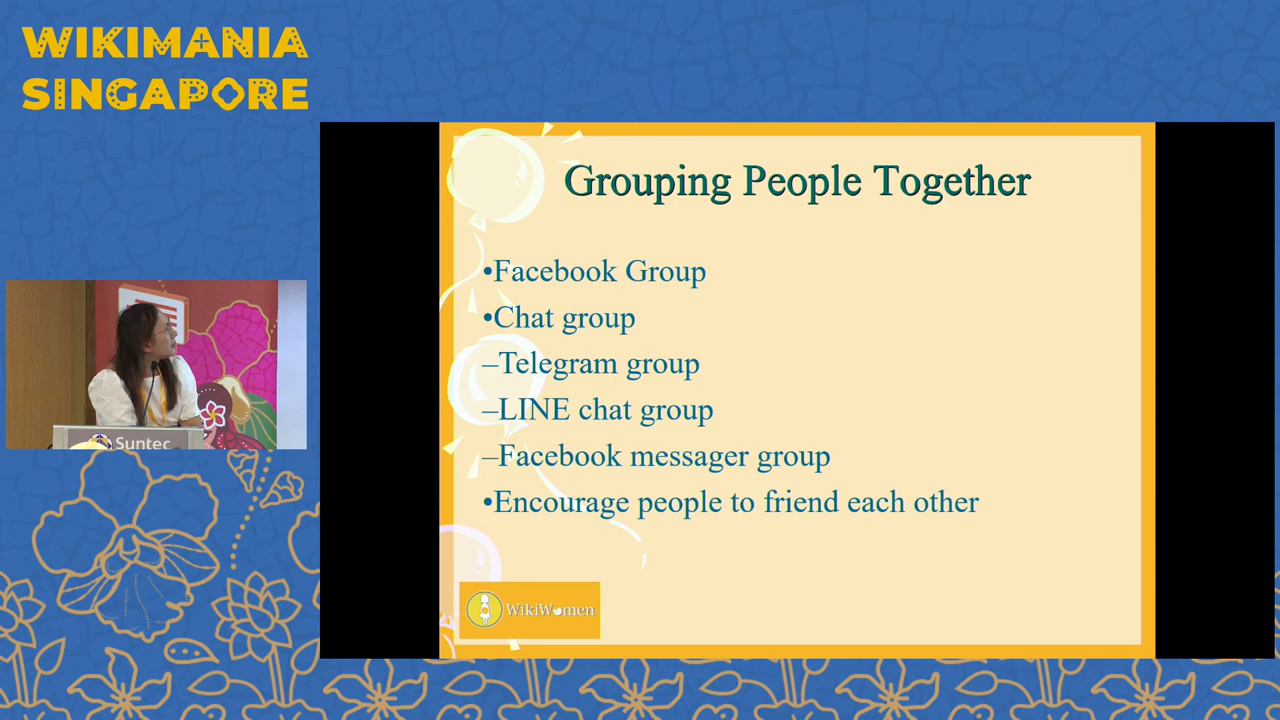 WIKIMANIA
SINGAPORE
Grouping People Together
•Facebook Group
•Chat group
–Telegram group
–LINE chat group
–Facebook messager group
•Encourage people to friend each other
WikiWomen
Suntec